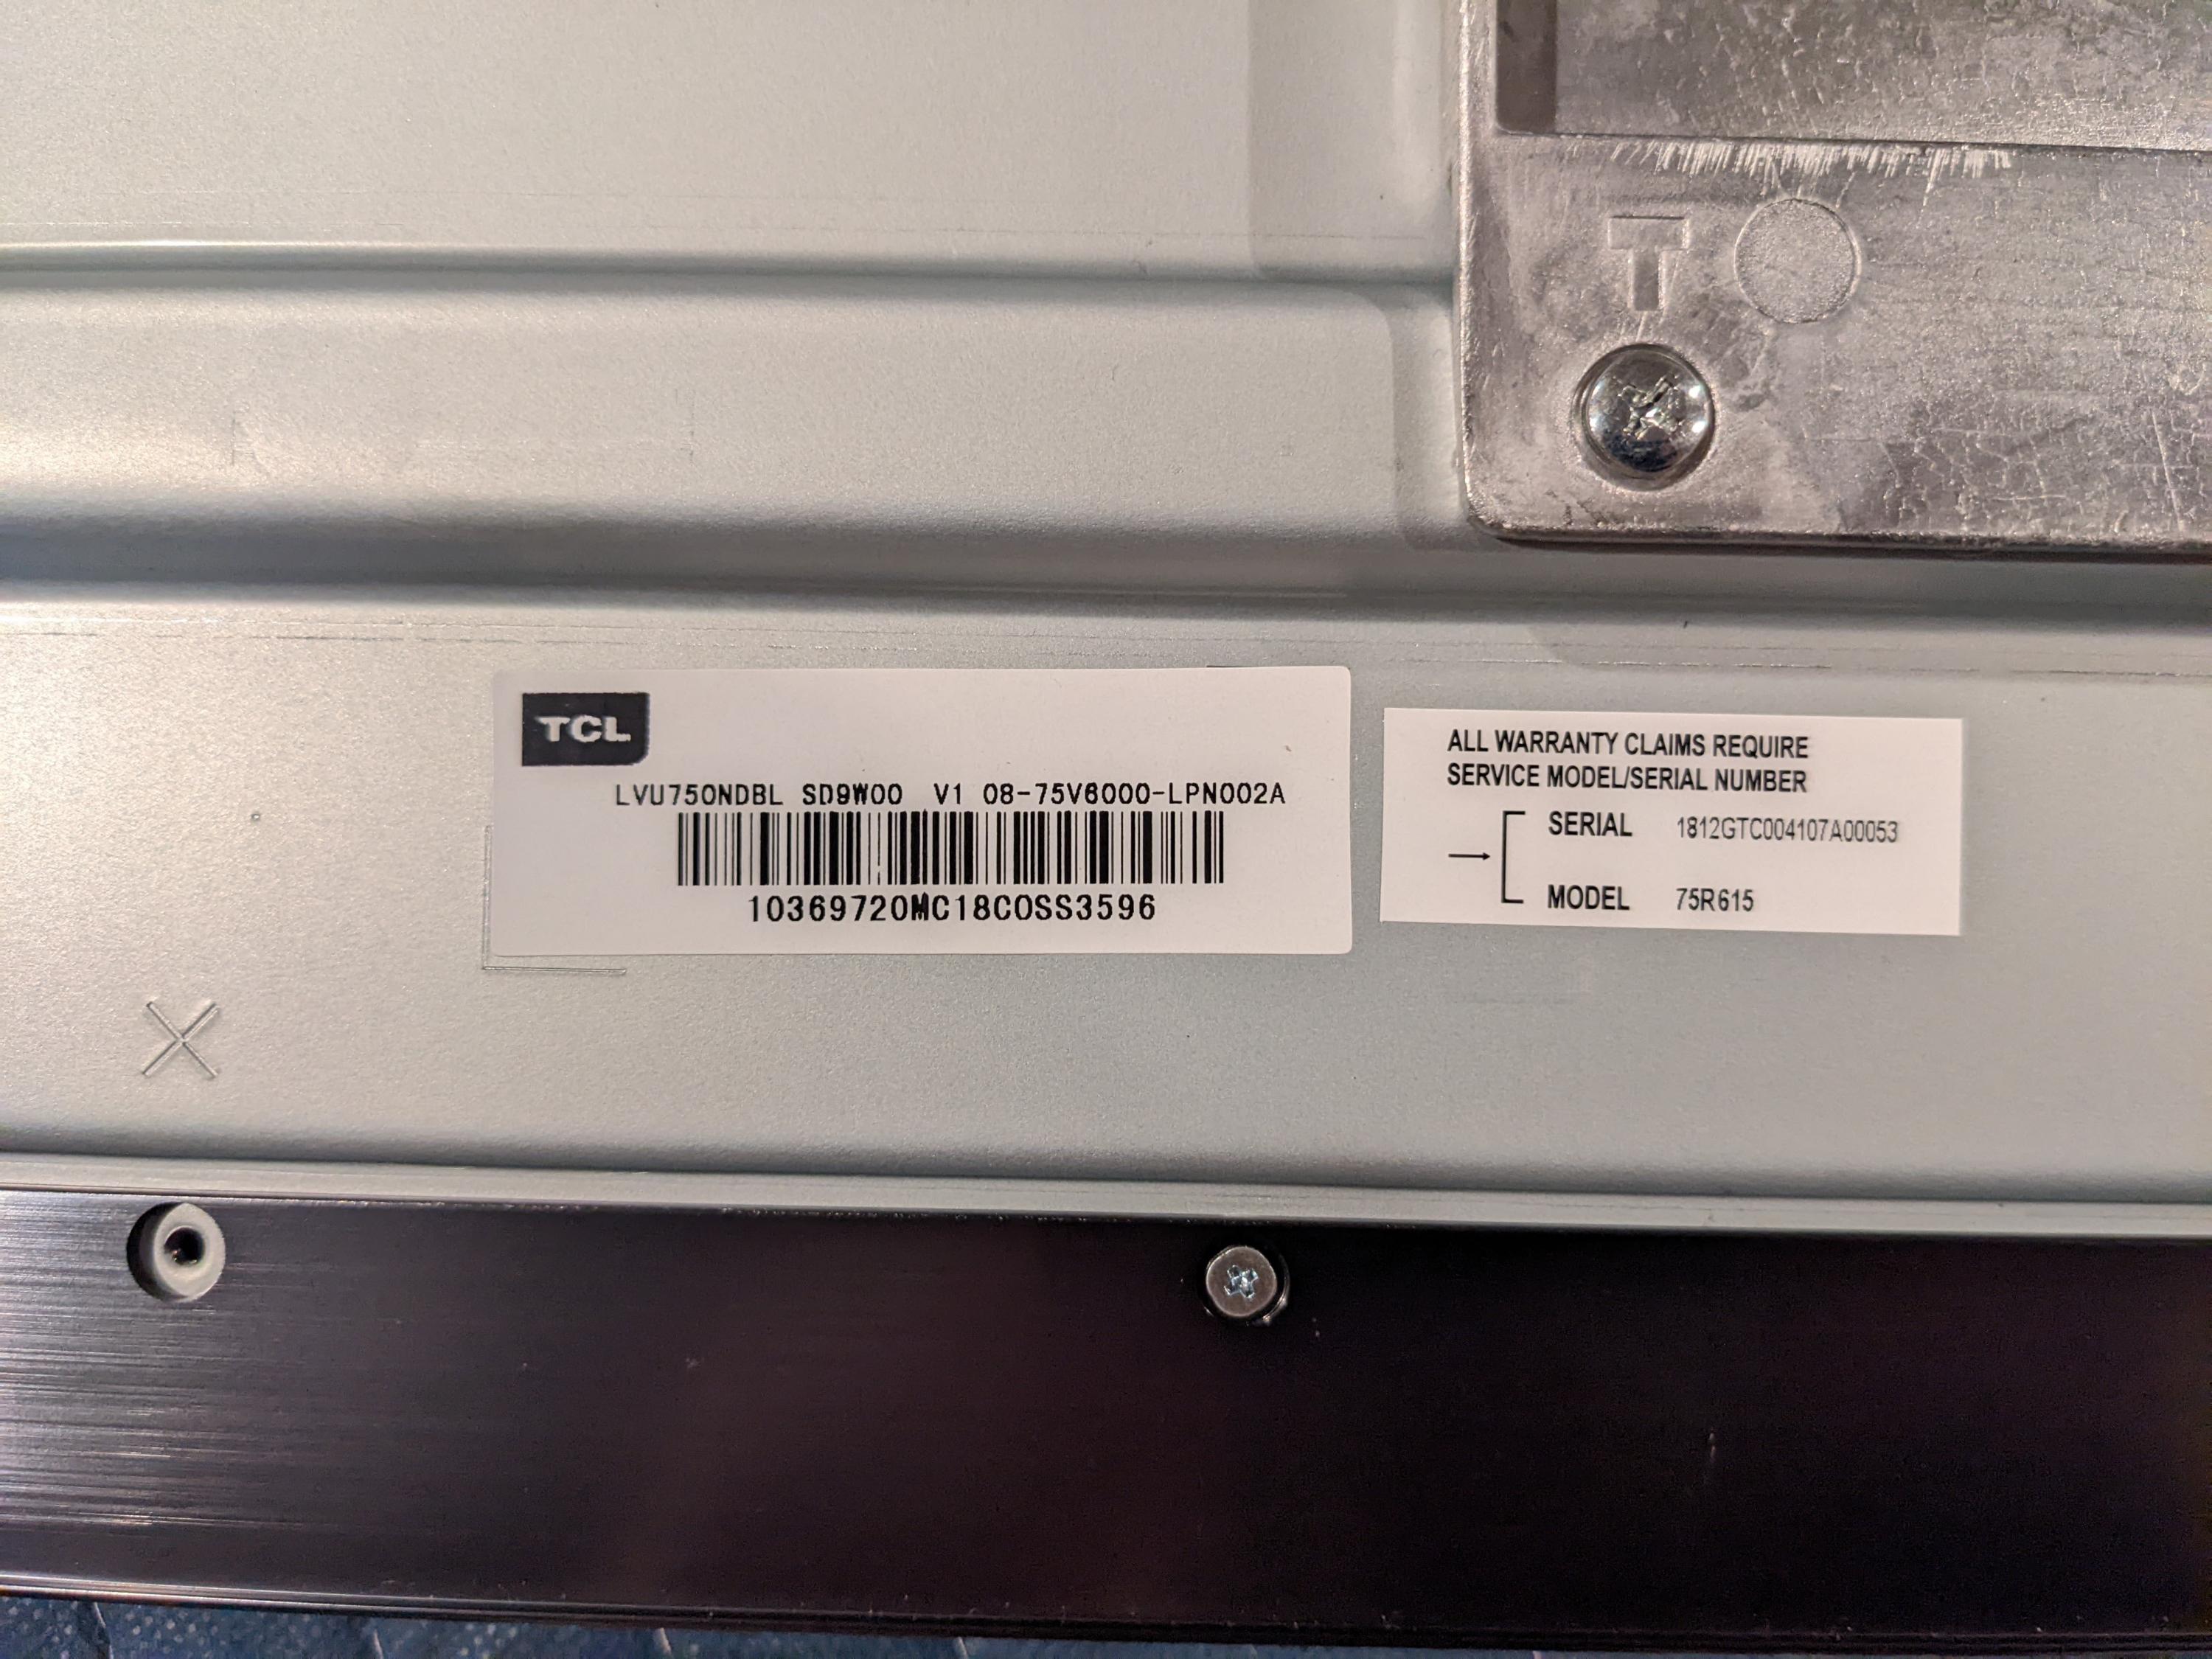 T
TCL
LVU750NDBL SD9W00 V1 08-75V6000-LPN002A
10369720MC18C0SS3596
ALL WARRANTY CLAIMS REQUIRE
SERVICE MODEL/SERIAL NUMBER
SERIAL 1812GTC004107A00053
MODEL 75R615